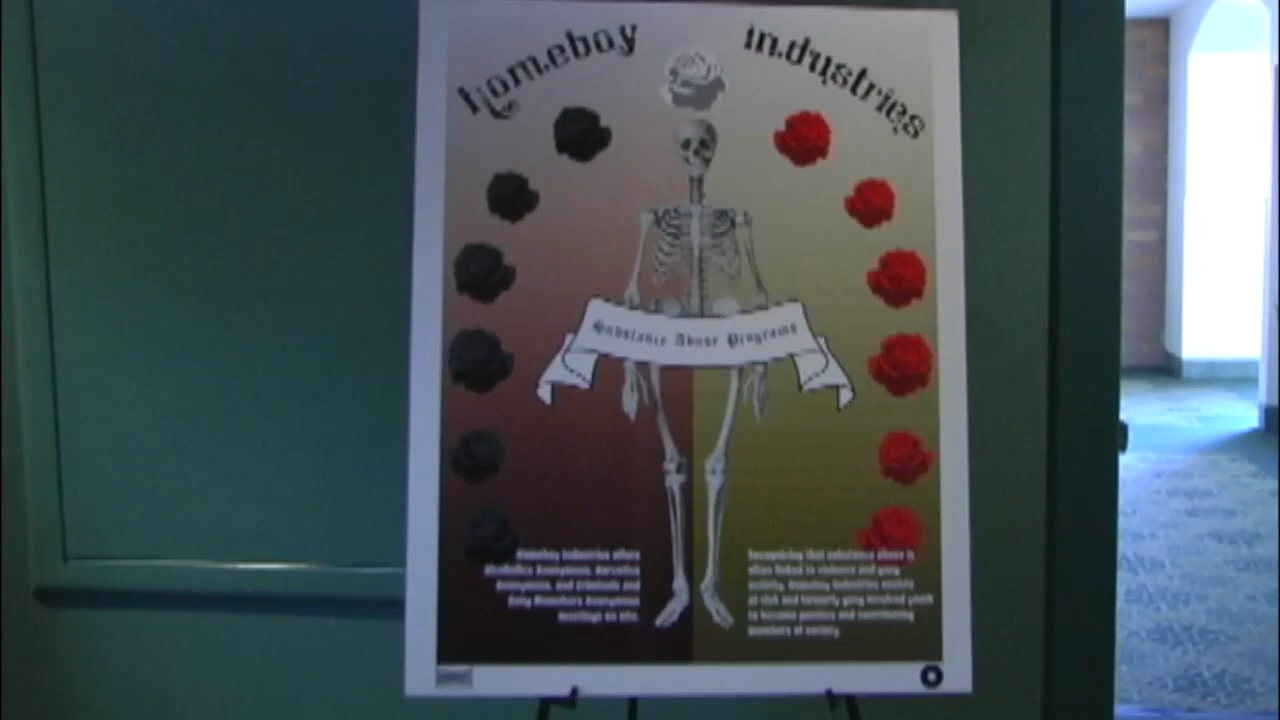 Homeboy Industries
Substance Abuse Programs
Homeboy Industries offers
Alcoholics Anonymous, Narcotics
Anonymous, and Criminals and
Gang Members Anonymous
meetings on site.
Recognizing that substance abuse is
often linked to violence and gang
activity, Homeboy Industries assists
at-risk and formerly gang involved youth
to become positive and contributing
members of society.